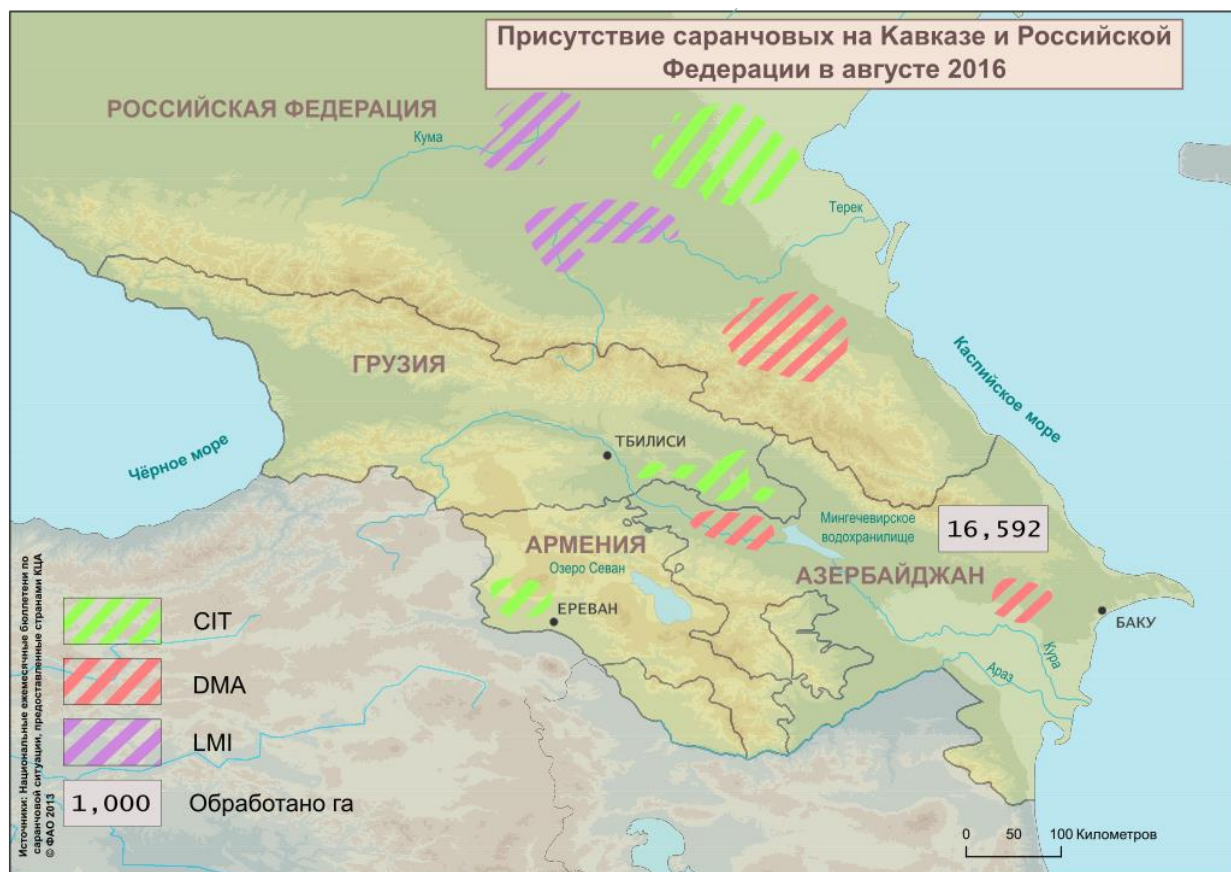 Присутствие саранчовых на Кавказе и Российской
Федерации в августе 2016
РОССИЙСКАЯ ФЕДЕРАЦИЯ
Кума
Терек
ГРУЗИЯ
Каспийское море
ТБИЛИСИ
Чёрное море
Мингечевирское
водохранилище
16,592
АРМЕНИЯ
Озеро Севан
АЗЕРБАЙДЖАН
ЕРЕВАН
БАКУ
Кура
Араз
CIT
DMA
LMI
1,000 Обработано га
0 50 100 Километров
Источники: Национальные ежемесячные бюллетени по
саранчовой ситуации, предоставленные странами КЦА
© ФАО 2013